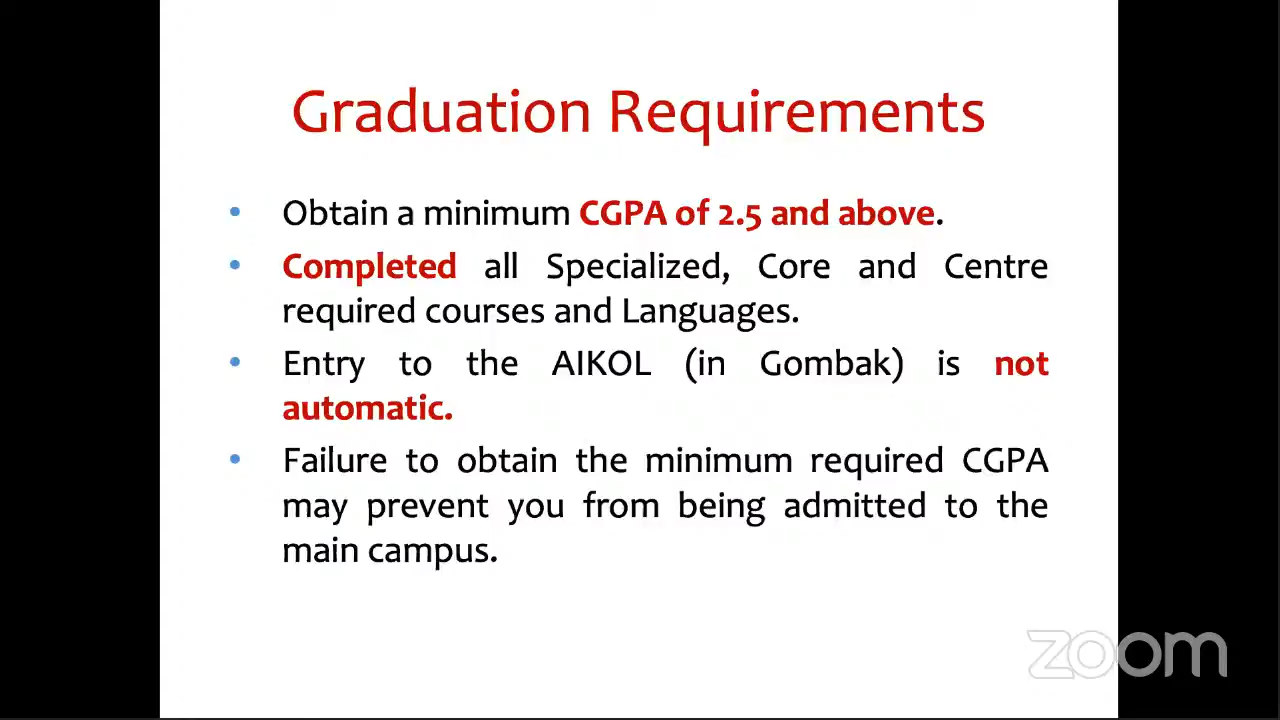 Graduation Requirements
• Obtain a minimum CGPA of 2.5 and above.
• Completed all Specialized, Core and Centre
required courses and Languages.
• Entry to the AIKOL (in Gombak) is not
automatic.
• Failure to obtain the minimum required CGPA
may prevent you from being admitted to the
main campus.
zoom